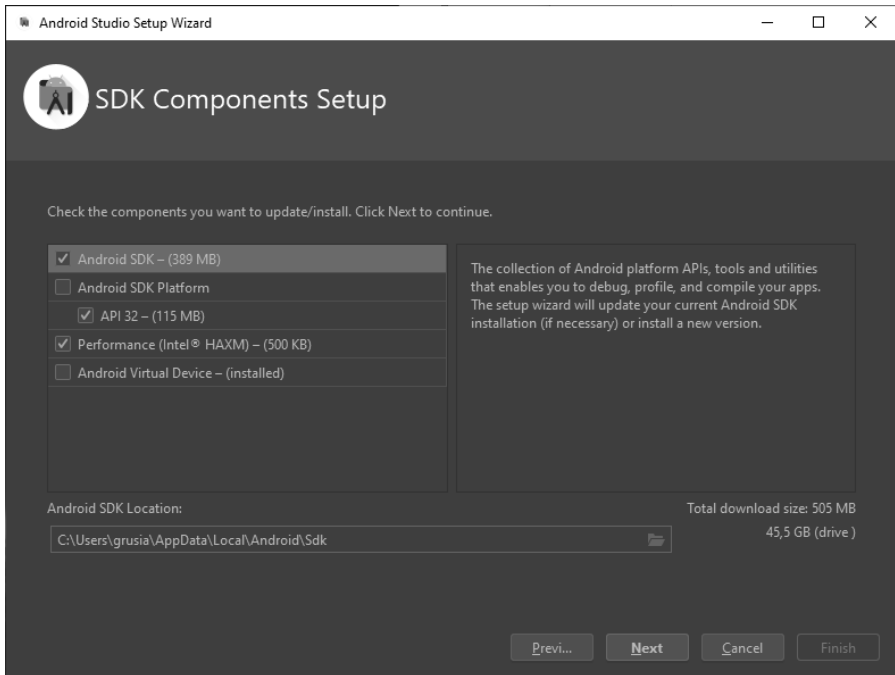 Android Studio Setup Wizard
SDK Components Setup
Check the components you want to update/install. Click Next to continue.
Android SDK – (389 MB)
Android SDK Platform
API 32 – (115 MB)
Performance (Intel® HAXM) – (500 KB)
Android Virtual Device – (installed)
The collection of Android platform APIs, tools and utilities
that enables you to debug, profile, and compile your apps.
The setup wizard will update your current Android SDK
installation (if necessary) or install a new version.
Android SDK Location:
C:\Users\grusia\AppData\Local\Android\Sdk
Total download size: 505 MB
45,5 GB (drive )
Previ...
Next
Cancel
Finish